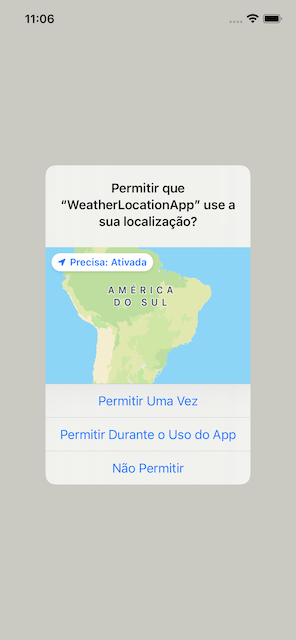 11:06
Permitir que
“WeatherLocationApp” use a
sua localização?
Precisa: Ativada
AMÉRICA
DO SUL
Permitir Uma Vez
Permitir Durante o Uso do App
Não Permitir